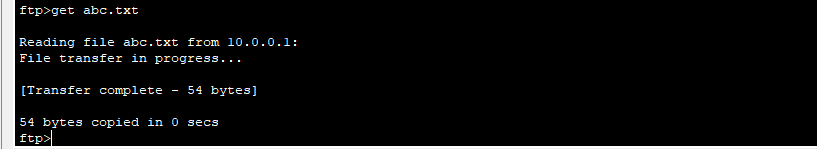 ftp>get abc.txt
Reading file abc.txt from 10.0.0.1:
File transfer in progress...
[Transfer complete - 54 bytes]
54 bytes copied in 0 secs
ftp>